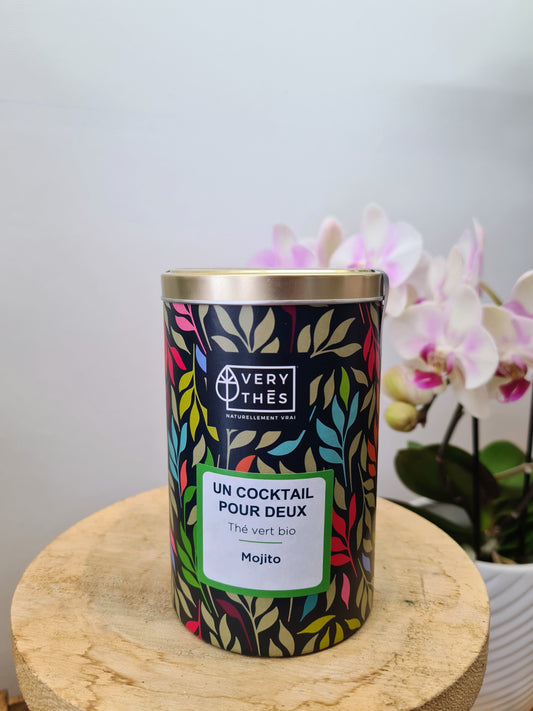 VERY
THĒS
NATURELLEMENT VRAI
UN COCKTAIL
POUR DEUX
Thé vert bio
Mojito